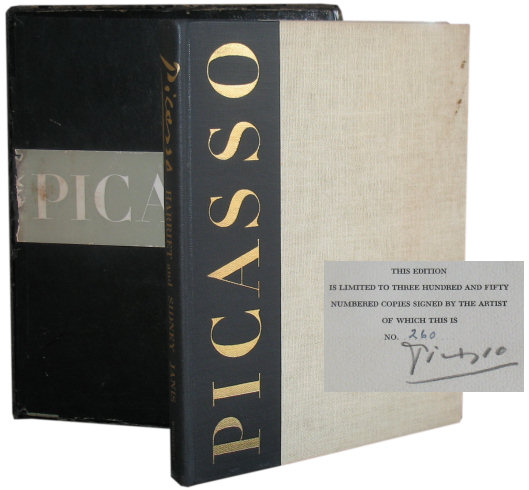 PICA
Picasso HARRIET and SIDNEY JANIS
PICASSO
THIS EDITION
IS LIMITED TO THREE HUNDRED AND FIFTY
NUMBERED COPIES SIGNED BY THE ARTIST
OF WHICH THIS IS
NO. 260
Picasso